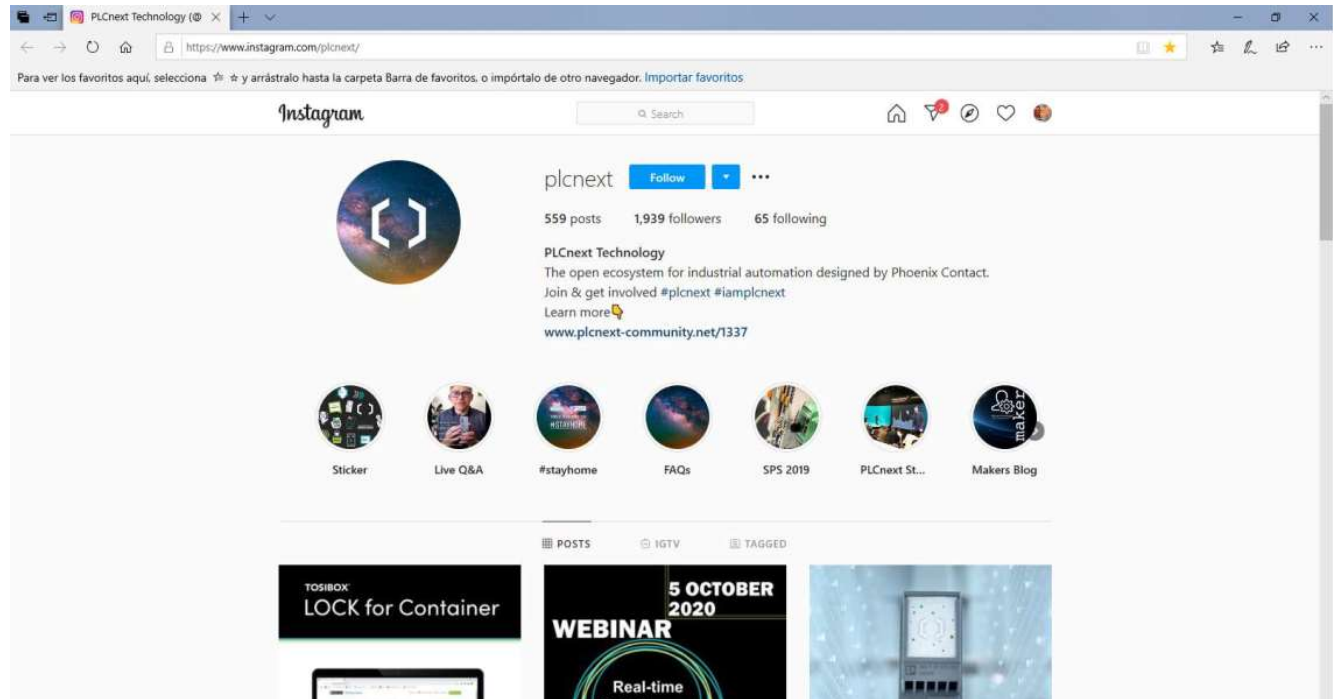 PLCnext Technology (@
https://www.instagram.com/plcnext/
Para ver los favoritos aquí, selecciona y arrástralo hasta la carpeta Barra de favoritos, o impórtalo de otro navegador. Importar favoritos
Instagram
Search
2
plcnext Follow
559 posts 1,939 followers 65 following
PLCnext Technology
The open ecosystem for industrial automation designed by Phoenix Contact.
Join & get involved #plcnext #iamplcnext
Learn more👇
www.plcnext-community.net/1337
#STAYHOME
maker
Sticker Live Q&A #stayhome FAQs SPS 2019 PLCnext St... Makers Blog
POSTS IGTV TAGGED
TOSIBOX
LOCK for Container
5 OCTOBER
2020
WEBINAR
Real-time